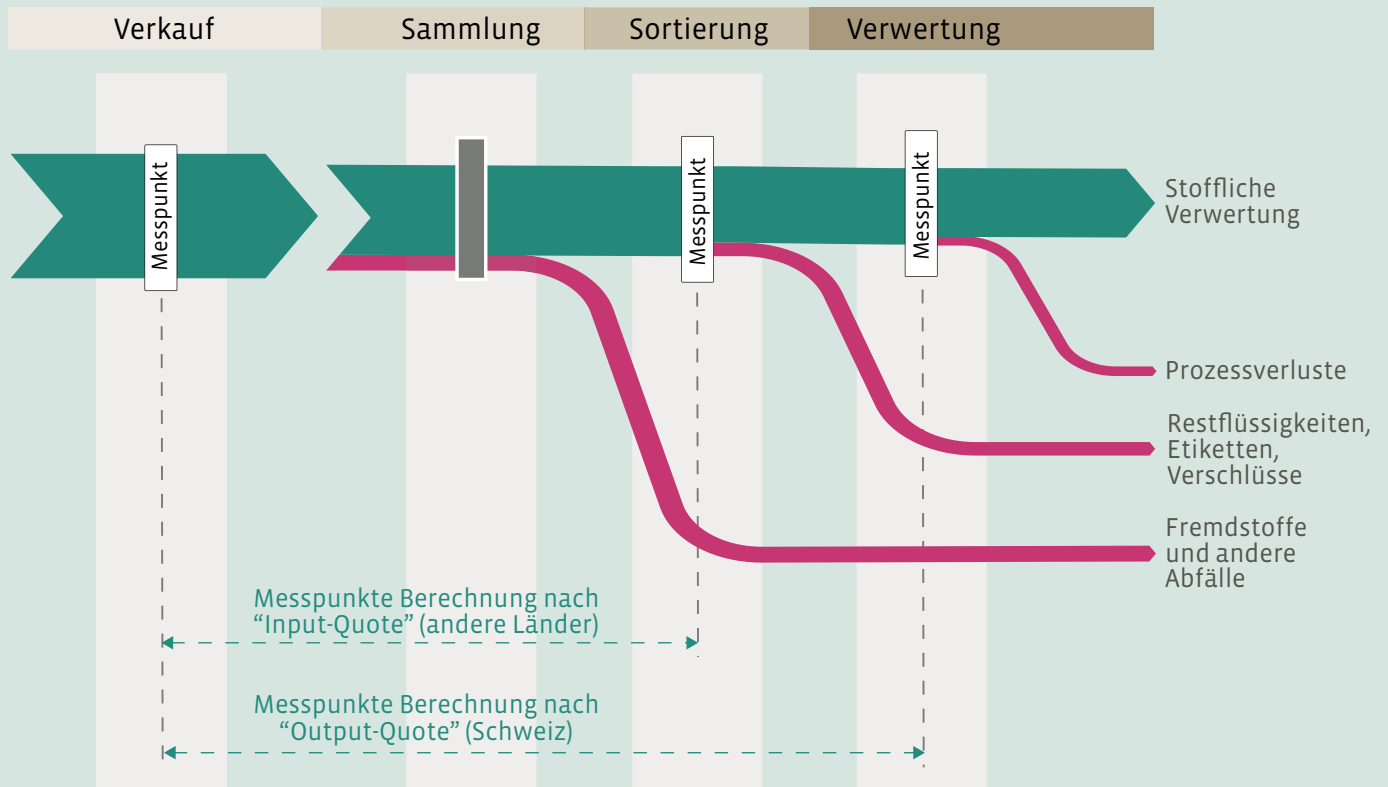 Verkauf
Sammlung
Sortierung
Verwertung
Messpunkt
Messpunkt
Messpunkt
Stoffliche
Verwertung
Prozessverluste
Restflüssigkeiten,
Etiketten,
Verschlüsse
Fremdstoffe
und andere
Abfälle
Messpunkte Berechnung nach
“Input-Quote” (andere Länder)
Messpunkte Berechnung nach
“Output-Quote” (Schweiz)